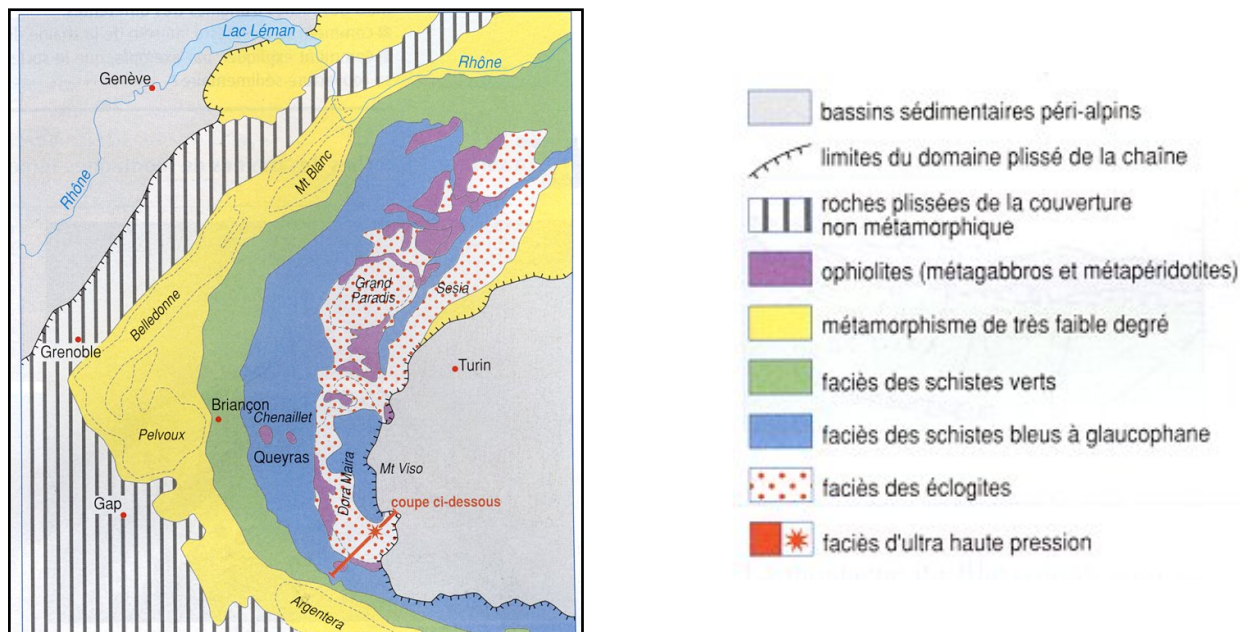 Lac Léman
Genève
Rhône
Rhône
Mt Blanc
Belledonne
Grand
Paradis
Sesia
Grenoble
Turin
Briançon
Chenaillet
Pelvoux
Queyras
Dora Maira
Mt Viso
Gap
coupe ci-dessous
Argentera
bassins sédimentaires péri-alpins
limites du domaine plissé de la chaîne
roches plissées de la couverture
non métamorphique
ophiolites (métagabbros et métapéridotites)
métamorphisme de très faible degré
faciès des schistes verts
faciès des schistes bleus à glaucophane
faciès des éclogites
faciès d'ultra haute pression